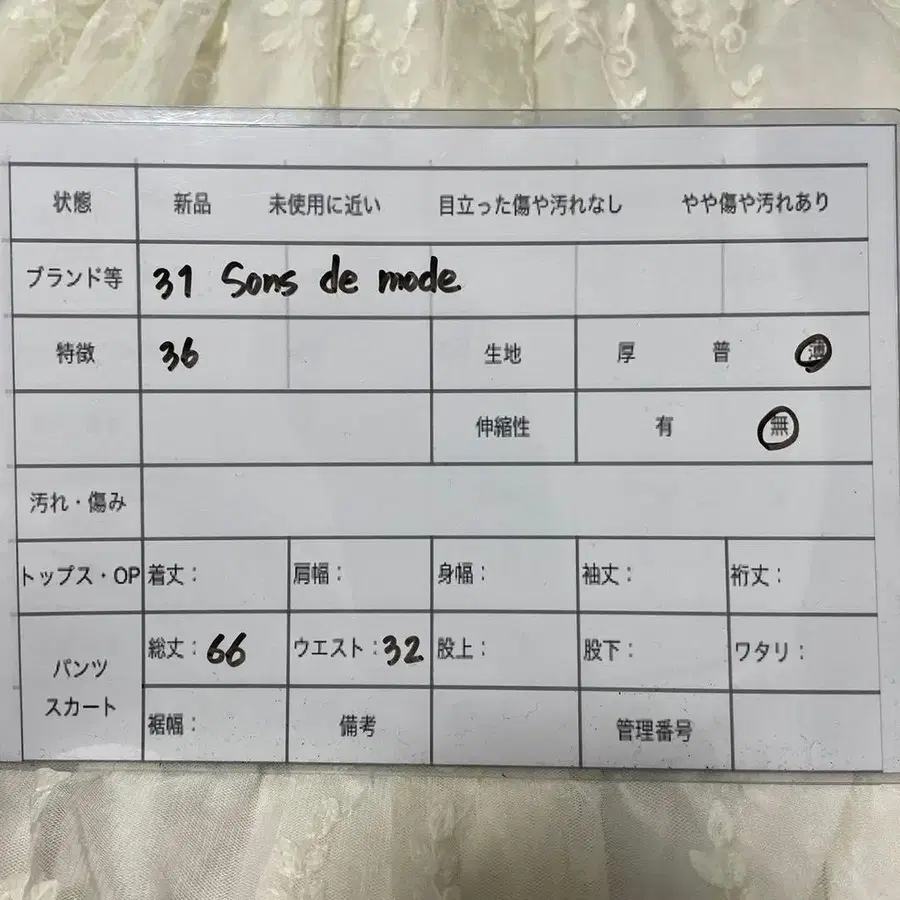 状態 新品 未使用に近い 目立った傷や汚れなし やや傷や汚れあり
ブランド等 31 Sons de mode
特徴 36 生地 厚 普 薄
伸縮性 有 無
汚れ・傷み
トップス・OP 着丈： 肩幅： 身幅： 袖丈： 裄丈：
パンツ スカート 総丈：66 ウエスト：32 股上： 股下： ワタリ：
裾幅： 備考 管理番号